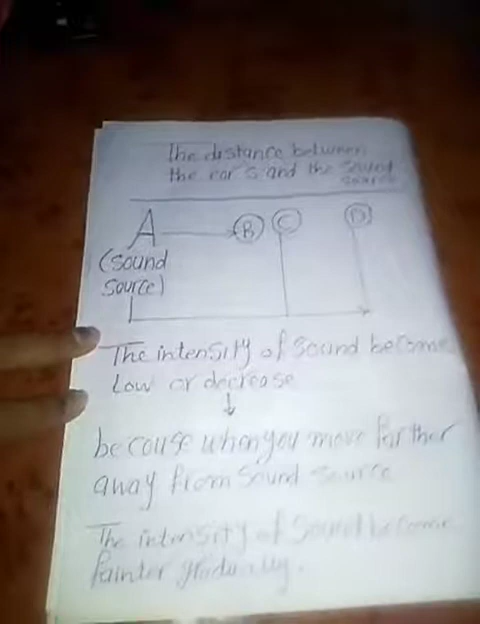 The distance between
the ear s and the sound
source
A B C D
(sound
source)
The intensity of sound become
Low or decrease
because when you move farther
away from sound source
The intensity of sound become
fainter gradually.